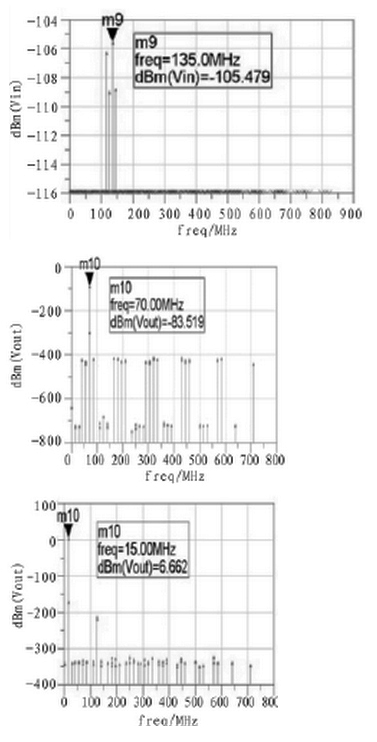 -104
m9
m9
freq=135.0MHz
dBm(Vin)=-105.479
-106
-108
-110
-112
-114
-116
dBm(Vin)
0 100 200 300 400 500 600 700 800 900
freq/MHz
0
m10
m10
freq=70.00MHz
dBm(Vout)=-83.519
-200
-400
-600
-800
dBm(Vout)
0 100 200 300 400 500 600 700 800
freq/MHz
100
m10
m10
freq=15.00MHz
dBm(Vout)=6.662
0
-100
-200
-300
-400
dBm(Vout)
0 100 200 300 400 500 600 700 800
freq/MHz